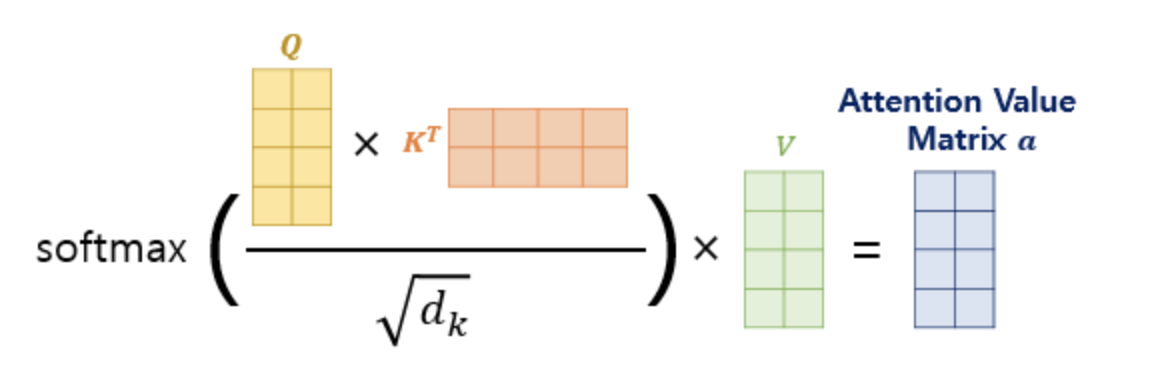 Q
× K^T
softmax ( √d_k ) ×
V
=
Attention Value
Matrix a